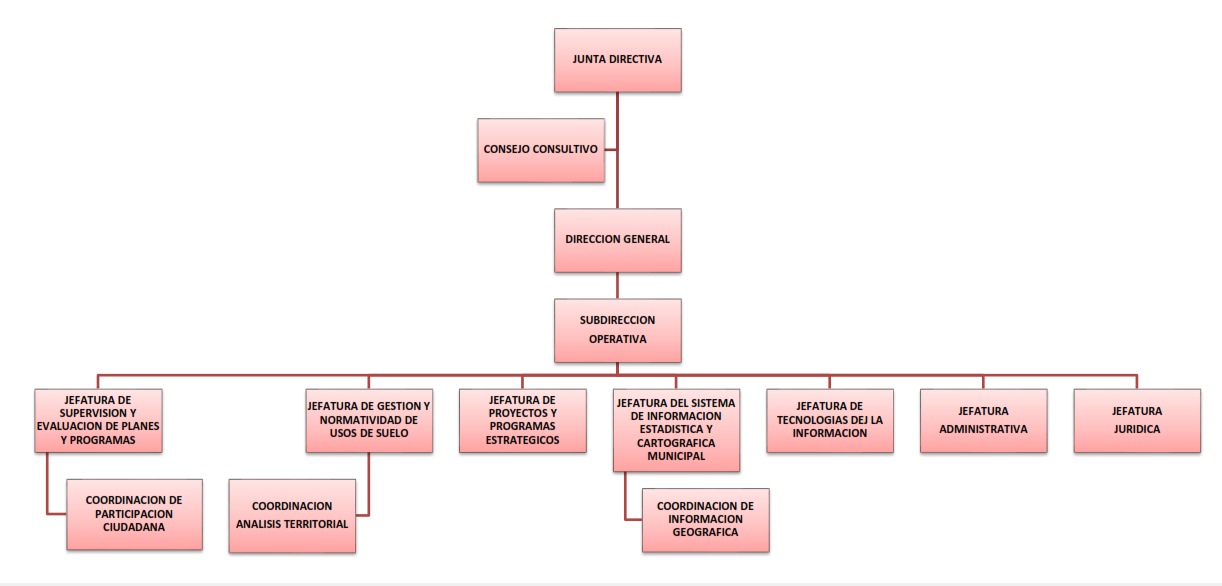 JUNTA DIRECTIVA
CONSEJO CONSULTIVO
DIRECCION GENERAL
SUBDIRECCION
OPERATIVA
JEFATURA DE
SUPERVISION Y
EVALUACION DE PLANES
Y PROGRAMAS
JEFATURA DE GESTION Y
NORMATIVIDAD DE
USOS DE SUELO
JEFATURA DE
PROYECTOS Y
PROGRAMAS
ESTRATEGICOS
JEFATURA DEL SISTEMA
DE INFORMACION
ESTADISTICA Y
CARTOGRAFICA
MUNICIPAL
JEFATURA DE
TECNOLOGIAS DEJ LA
INFORMACION
JEFATURA
ADMINISTRATIVA
JEFATURA
JURIDICA
COORDINACION DE
PARTICIPACION
CIUDADANA
COORDINACION
ANALISIS TERRITORIAL
COORDINACION DE
INFORMACION
GEOGRAFICA